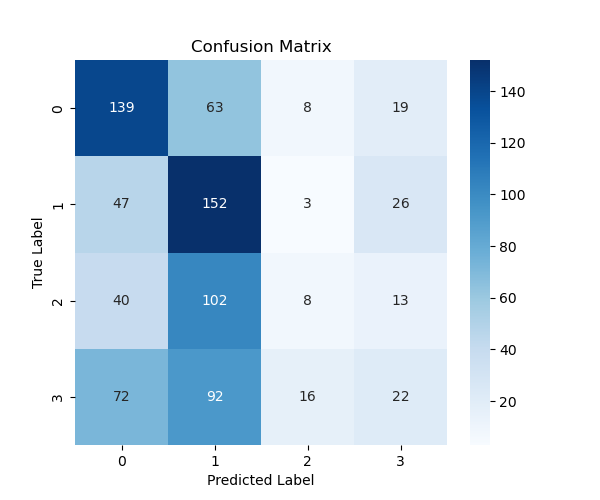 Confusion Matrix
True Label
0 139 63 8 19
1 47 152 3 26
2 40 102 8 13
3 72 92 16 22
0 1 2 3
Predicted Label
140
120
100
80
60
40
20